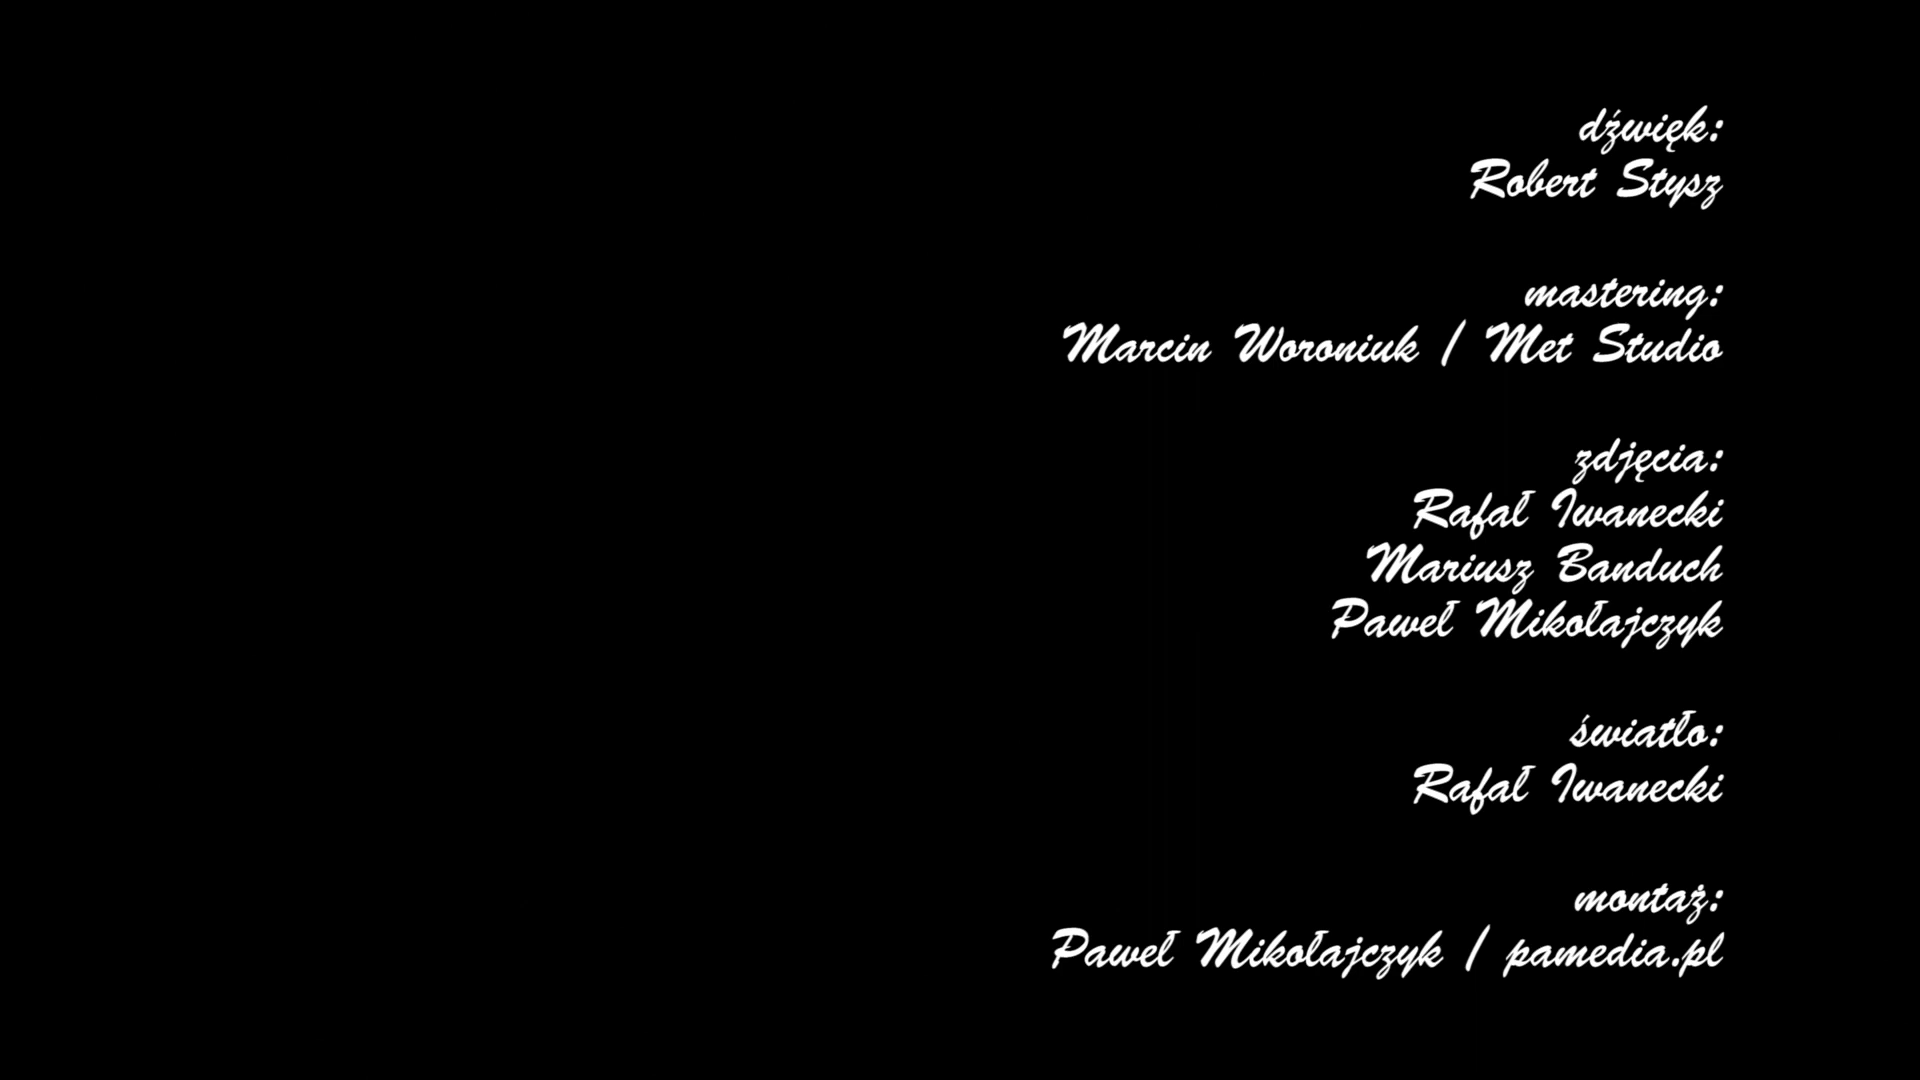 dźwięk:
Robert Stysz
mastering:
Marcin Woroniuk / Met Studio
zdjęcia:
Rafał Iwanecki
Mariusz Banduch
Paweł Mikołajczyk
światło:
Rafał Iwanecki
montaż:
Paweł Mikołajczyk / pamedia.pl